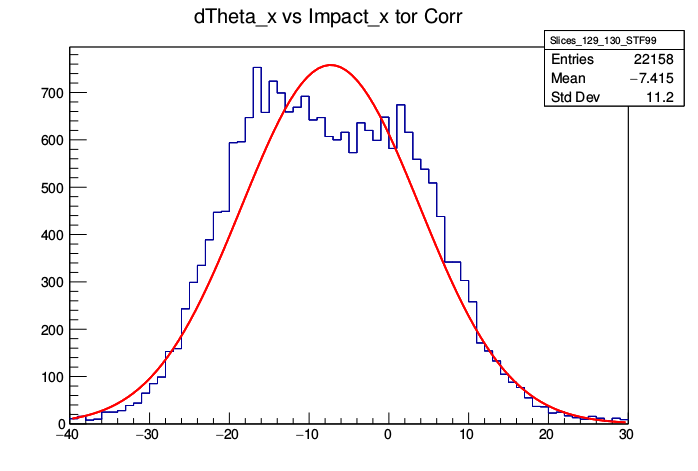 dTheta_x vs Impact_x tor Corr
Slices_129_130_STF99
Entries 22158
Mean −7.415
Std Dev 11.2
700
600
500
400
300
200
100
0
−40 −30 −20 −10 0 10 20 30